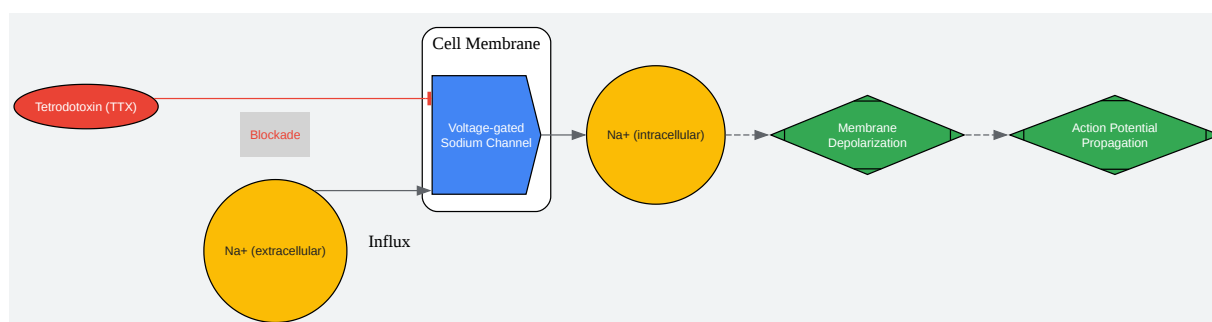 Cell Membrane
Tetrodotoxin (TTX)
Blockade
Voltage-gated
Sodium Channel
Na+ (intracellular)
Membrane
Depolarization
Action Potential
Propagation
Na+ (extracellular)
Influx